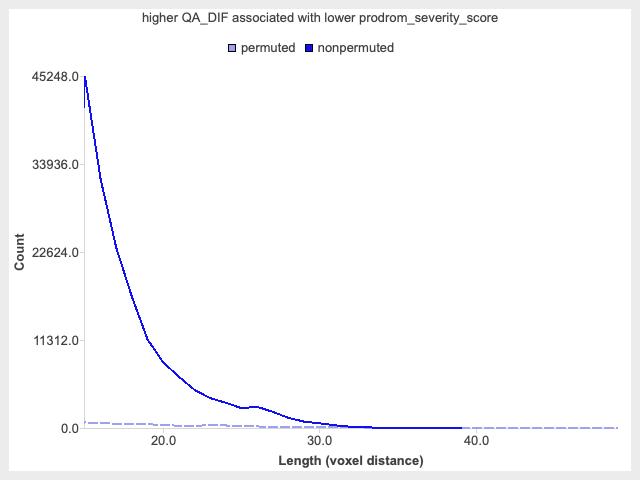 higher QA_DIF associated with lower prodrom_severity_score
permuted nonpermuted
45248.0
33936.0
22624.0
11312.0
0.0
Count
20.0 30.0 40.0
Length (voxel distance)